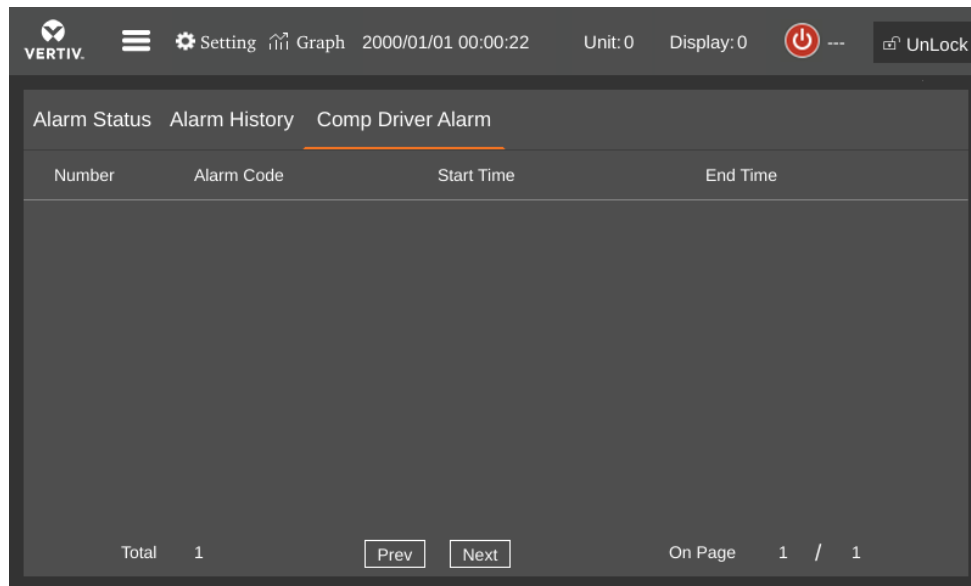 VERTIV. Setting Graph 2000/01/01 00:00:22 Unit: 0 Display: 0 --- UnLock
Alarm Status Alarm History Comp Driver Alarm
Number Alarm Code Start Time End Time
Total 1 Prev Next On Page 1 / 1